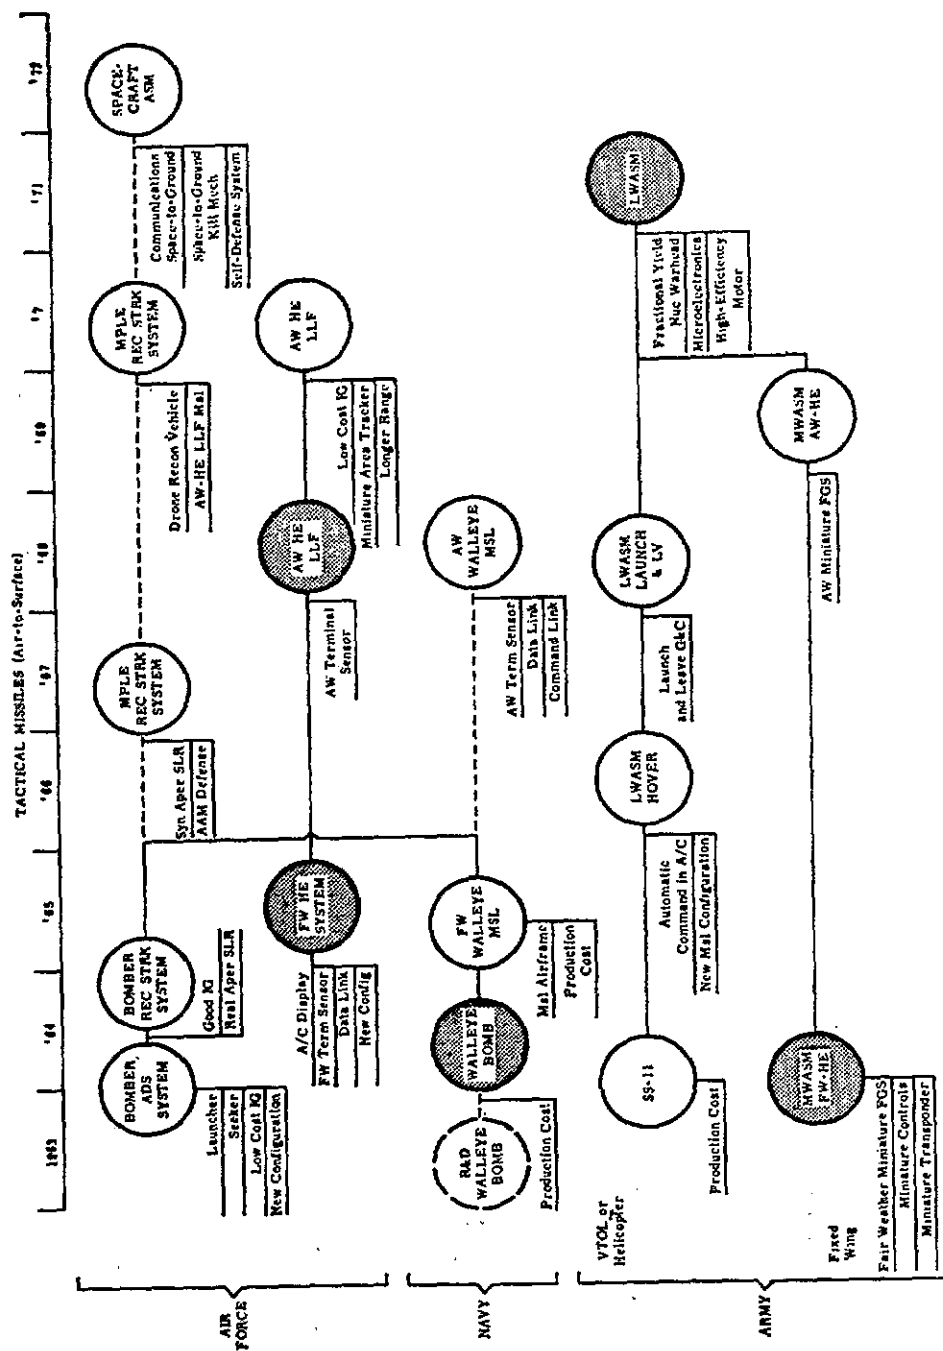 TACTICAL MISSILES (Air-to-Surface)
1963
'64
'65
'66
'67
'68
'69
'7
'71
'72
AIR
FORCE
BOMBER
ADS
SYSTEM
Launcher
Seeker
Low Cost IG
New Configuration
BOMBER
REC STRK
SYSTEM
Good IG
Real Aper SLR
MPLE
REC STRK
SYSTEM
Syn Aper SLR
AAM Defense
MPLE
REC STRK
SYSTEM
Drone Recon Vehicle
AW-HE LLF Msl
SPACE-
CRAFT
ASM
Communications
Space-to-Ground
Space-to-Ground
Kill Mech
Self-Defense System
FW HE
SYSTEM
A/C Display
FW Term Sensor
Data Link
New Config
AW HE
LLF
AW Terminal
Sensor
AW HE
LLF
Low Cost IG
Miniature Area Tracker
Longer Range
NAVY
R&D
WALLEYE
BOMB
Production Cost
WALLEYE
BOMB
FW
WALLEYE
MSL
Msl Airframe
Production
Cost
AW
WALLEYE
MSL
AW Term Sensor
Data Link
Command Link
ARMY
VTOL or
Helicopter
SS-11
Production Cost
LWASM
HOVER
Automatic
Command in A/C
New Msl Configuration
LWASM
LAUNCH
& LV
Launch
and Leave G&C
LWASM
Fractional Yield
Nuc Warhead
Microelectronics
High-Efficiency
Motor
Fixed
Wing
MWASM
FW-HE
Fair Weather Miniature FGS
Miniature Controls
Miniature Transponder
MWASM
AW-HE
AW Miniature FGS